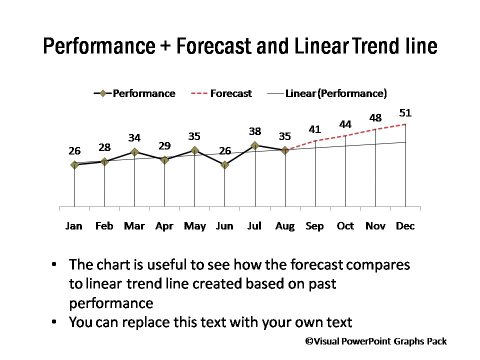 Performance + Forecast and Linear Trend line
Performance Forecast Linear (Performance)
26 28 34 29 35 26 38 35 41 44 48 51
Jan Feb Mar Apr May Jun Jul Aug Sep Oct Nov Dec
• The chart is useful to see how the forecast compares
to linear trend line created based on past
performance
• You can replace this text with your own text
©Visual PowerPoint Graphs Pack